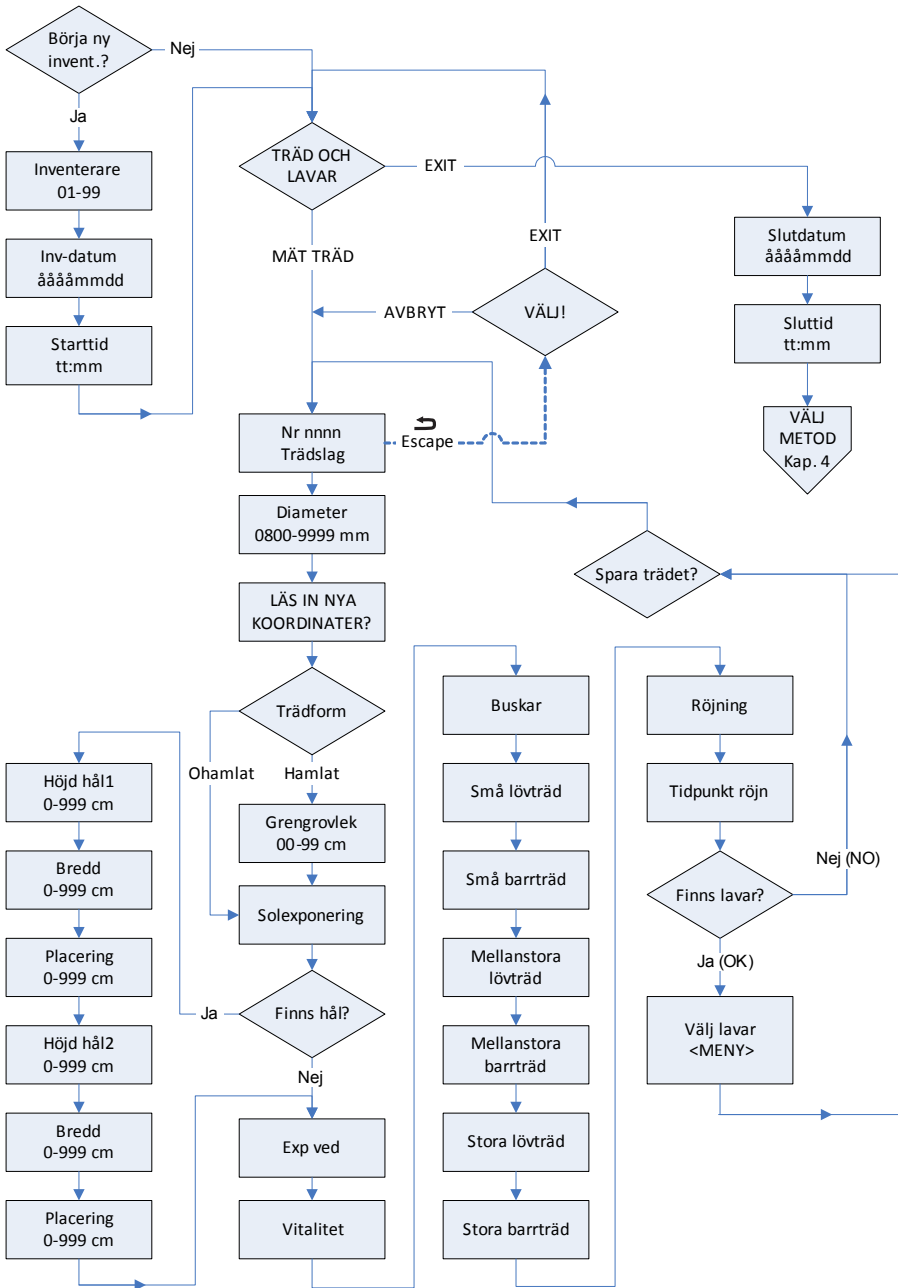 Börja ny
invent.?
Nej
Ja
Inventerare
01-99
Inv-datum
ååååmmdd
Starttid
tt:mm
TRÄD OCH
LAVAR
EXIT
MÄT TRÄD
EXIT
AVBRYT
VÄLJ!
Slutdatum
ååååmmdd
Sluttid
tt:mm
VÄLJ
METOD
Kap. 4
Nr nnnn
Trädslag
Escape
Diameter
0800-9999 mm
LÄS IN NYA
KOORDINATER?
Trädform
Ohamlat
Hamlat
Grengrovlek
00-99 cm
Solexponering
Finns hål?
Ja
Nej
Höjd hål1
0-999 cm
Bredd
0-999 cm
Placering
0-999 cm
Höjd hål2
0-999 cm
Bredd
0-999 cm
Placering
0-999 cm
Exp ved
Vitalitet
Buskar
Små lövträd
Små barrträd
Mellanstora
lövträd
Mellanstora
barrträd
Stora lövträd
Stora barrträd
Röjning
Tidpunkt röjn
Finns lavar?
Nej (NO)
Ja (OK)
Välj lavar
<MENY>
Spara trädet?